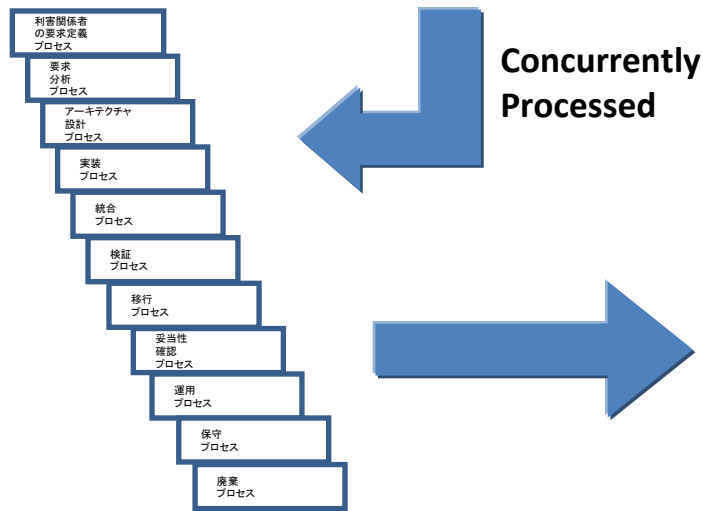 利害関係者
の要求定義
プロセス
要求
分析
プロセス
アーキテクチャ
設計
プロセス
実装
プロセス
統合
プロセス
検証
プロセス
移行
プロセス
妥当性
確認
プロセス
運用
プロセス
保守
プロセス
廃棄
プロセス
Concurrently
Processed